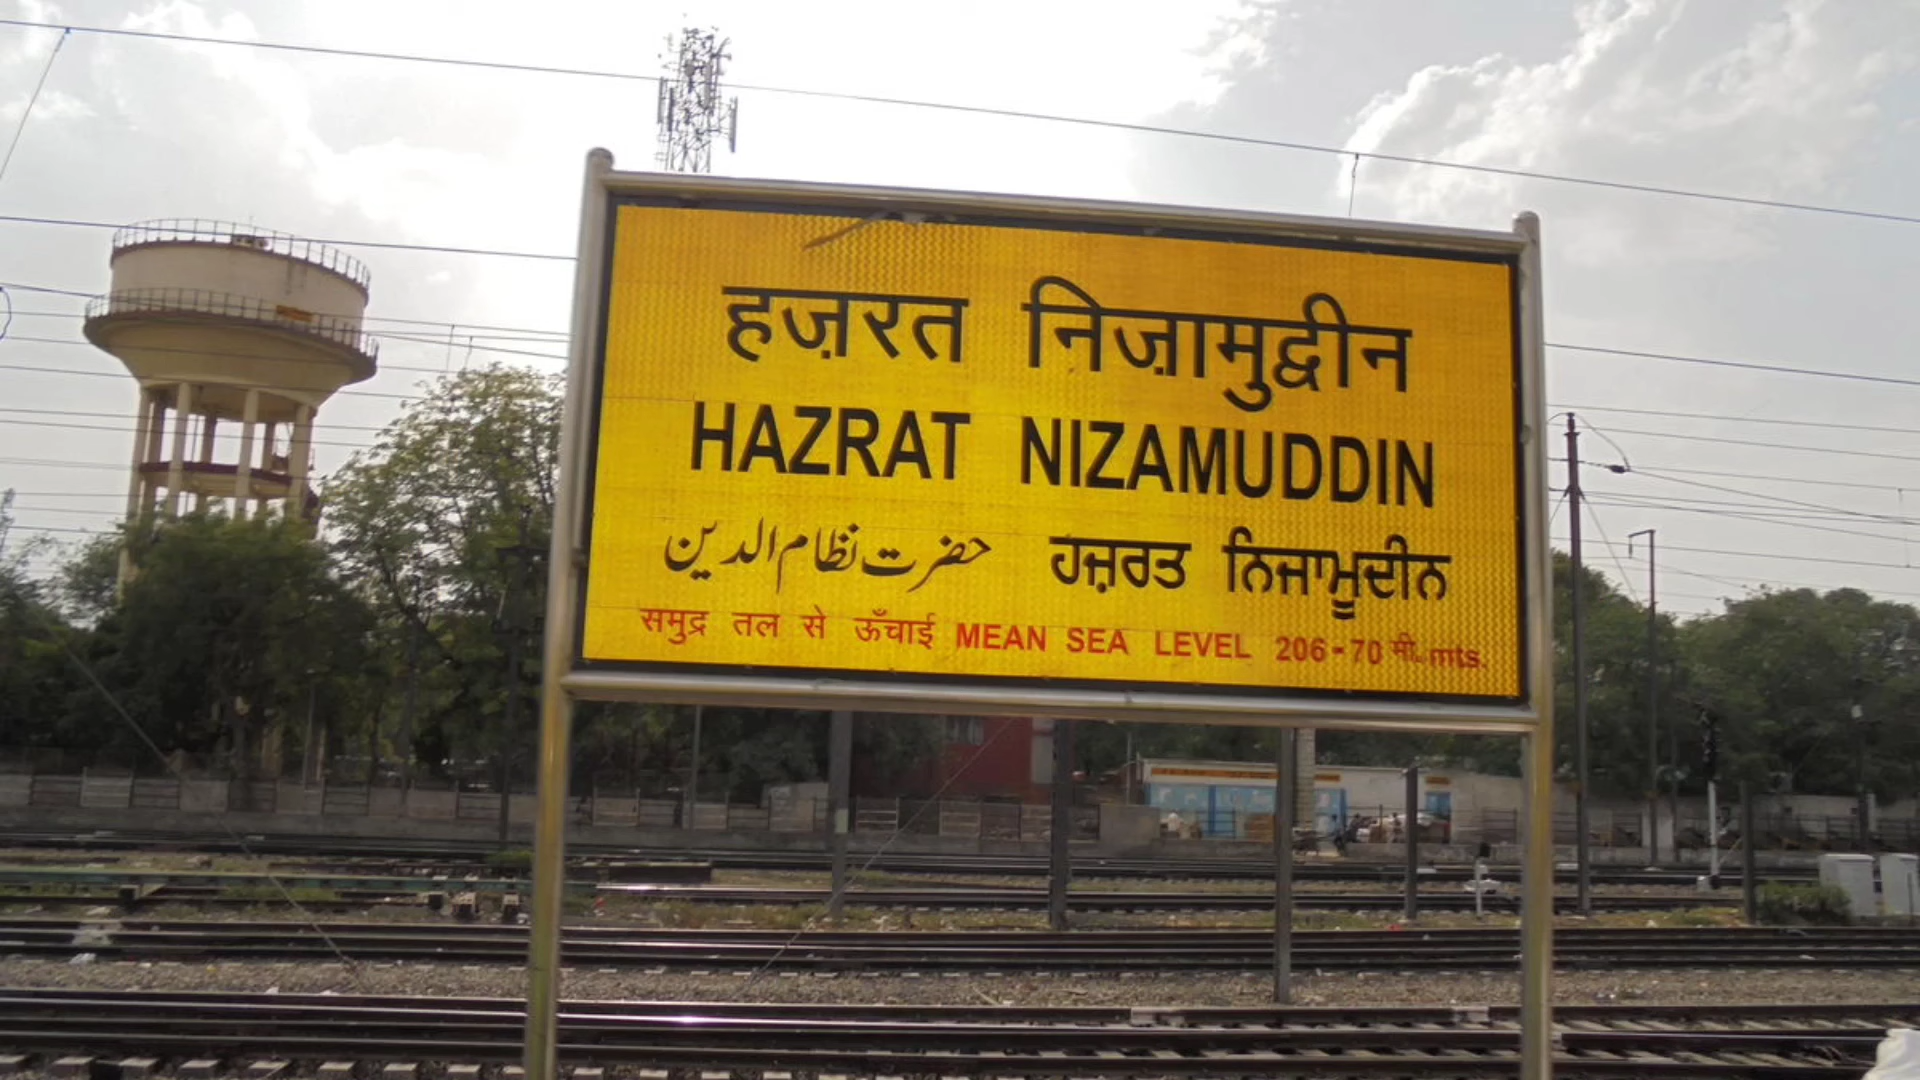 हज़रत निज़ामुद्दीन
HAZRAT NIZAMUDDIN
حضرت نظام الدین ਹਜ਼ਰਤ ਨਿਜਾਮੂਦੀਨ
समुद्र तल से ऊँचाई MEAN SEA LEVEL 206-70 मी. mts.